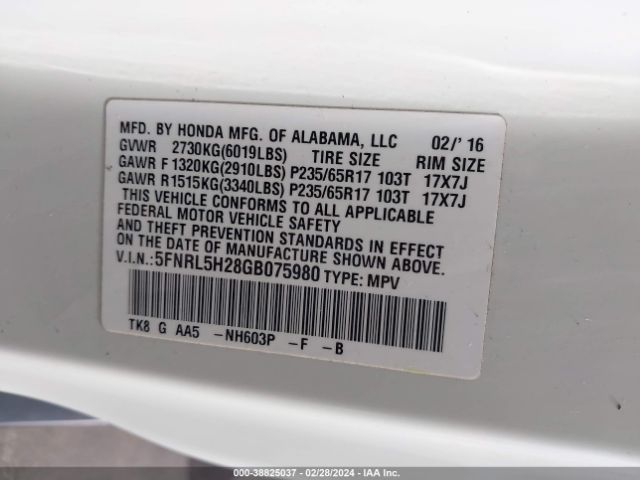 MFD. BY HONDA MFG. OF ALABAMA, LLC 02/'16
GVWR 2730KG(6019LBS) TIRE SIZE RIM SIZE
GAWR F 1320KG(2910LBS) P235/65R17 103T 17X7J
GAWR R1515KG(3340LBS) P235/65R17 103T 17X7J
THIS VEHICLE CONFORMS TO ALL APPLICABLE
FEDERAL MOTOR VEHICLE SAFETY
AND THEFT PREVENTION STANDARDS IN EFFECT
ON THE DATE OF MANUFACTURE SHOWN ABOVE.
V.I.N.:5FNRL5H28GB075980 TYPE: MPV
TK8 G AA5 -NH603P -F -B
000-38825037 - 02/28/2024 - IAA Inc.